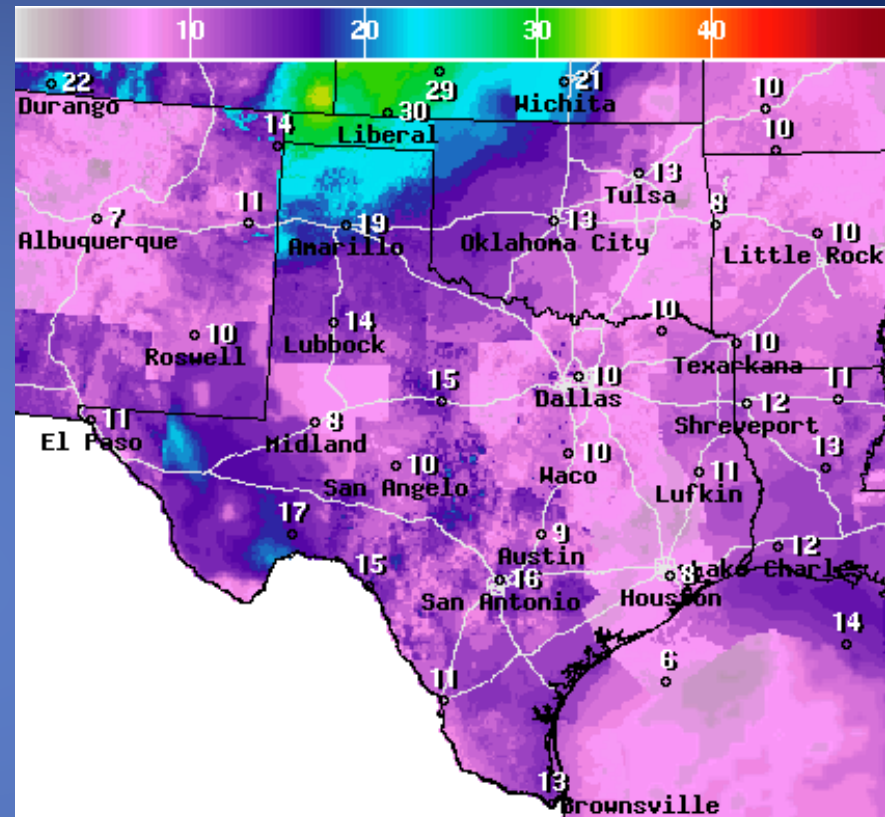 10 20 30 40
22 29 21 10
Durango Wichita
30
Liberal
14 10
13
Tulsa
7 11 19 13 9 10
Albuquerque Amarillo Oklahoma City Little Rock
10 14 10 10
Roswell Lubbock Texarkana
15 10 12 11
Dallas Shreveport
11 8
El Paso Midland
10 10 11 13
San Angelo Waco Lufkin
17 9 12
Austin Lake Charles
15 16 8
San Antonio Houston
14
11 6
13
Brownsville